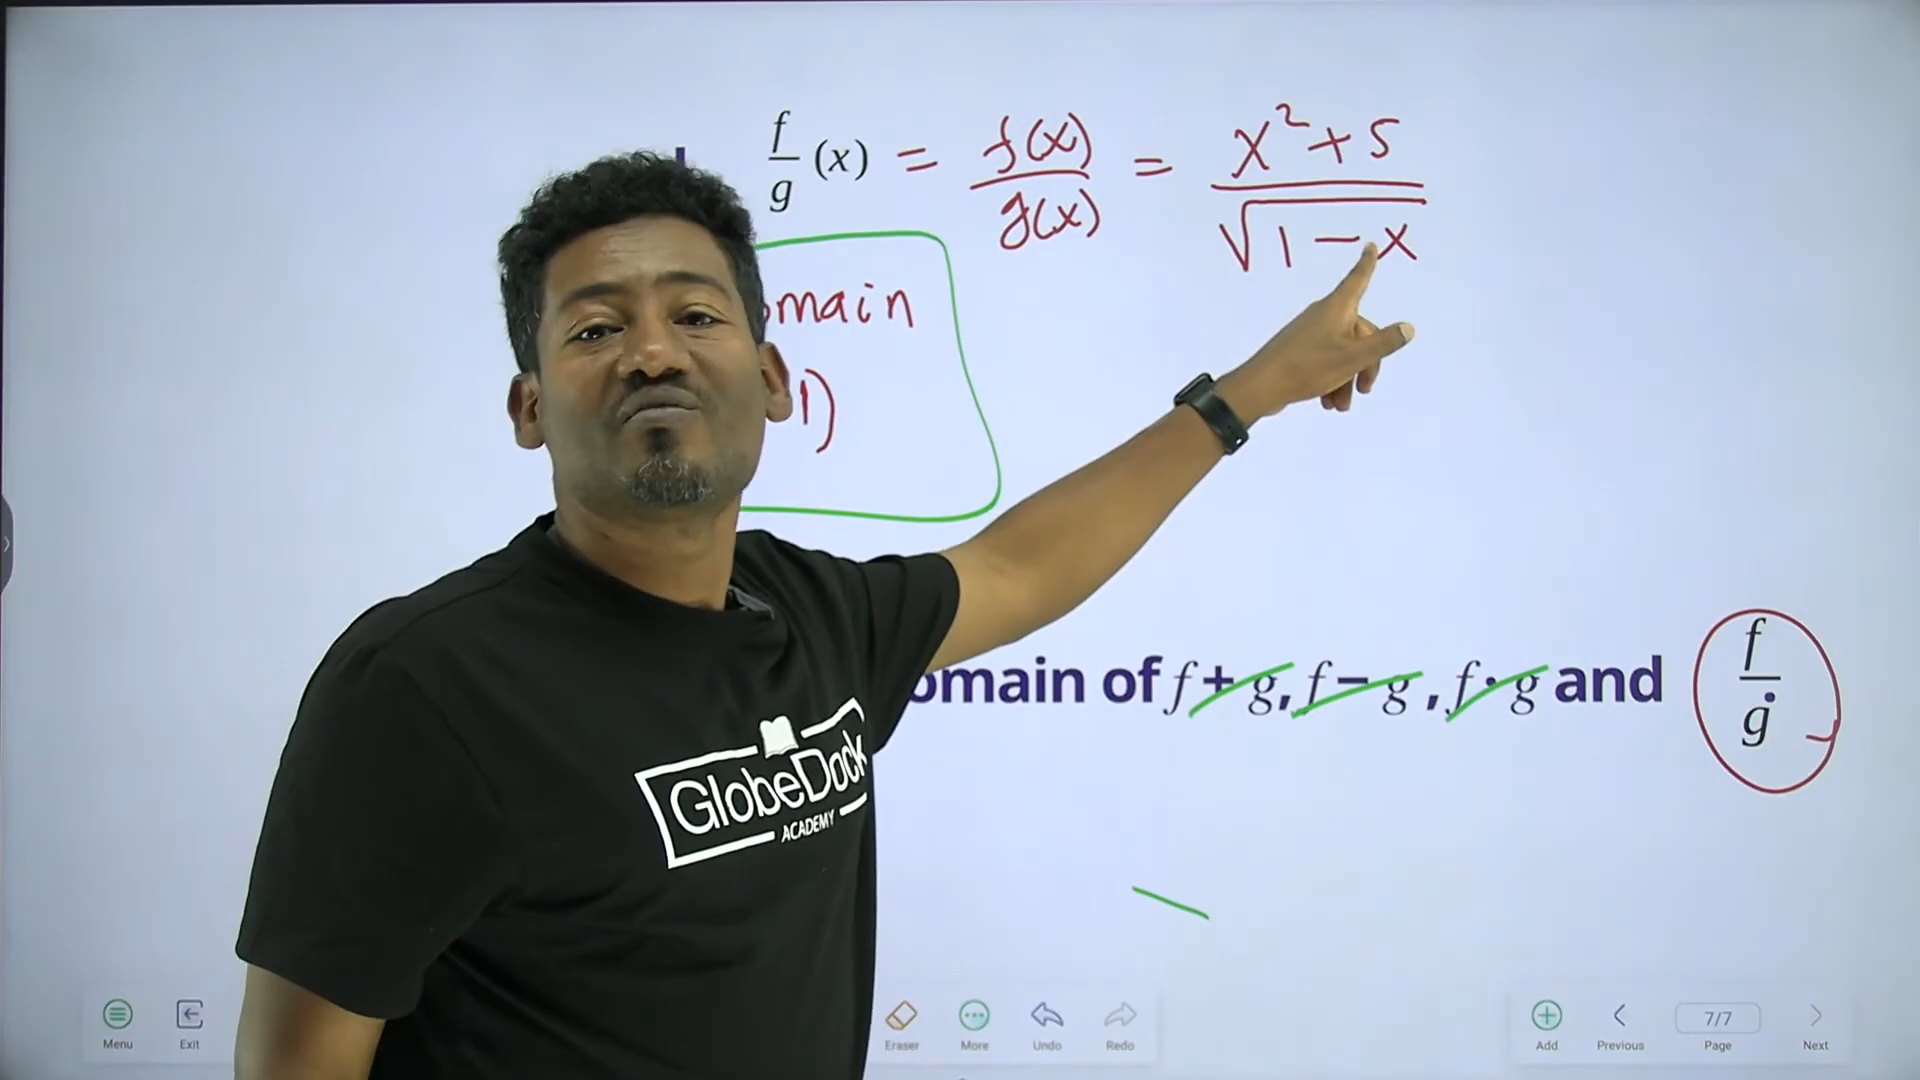 f/g (x) = f(x)/g(x) = x²+5/√1-x
omain
1)
omain of f + g, f - g, f · g and f/g
GlobeDock
ACADEMY
Menu Exit Eraser More Undo Redo Add Previous 7/7 Page Next